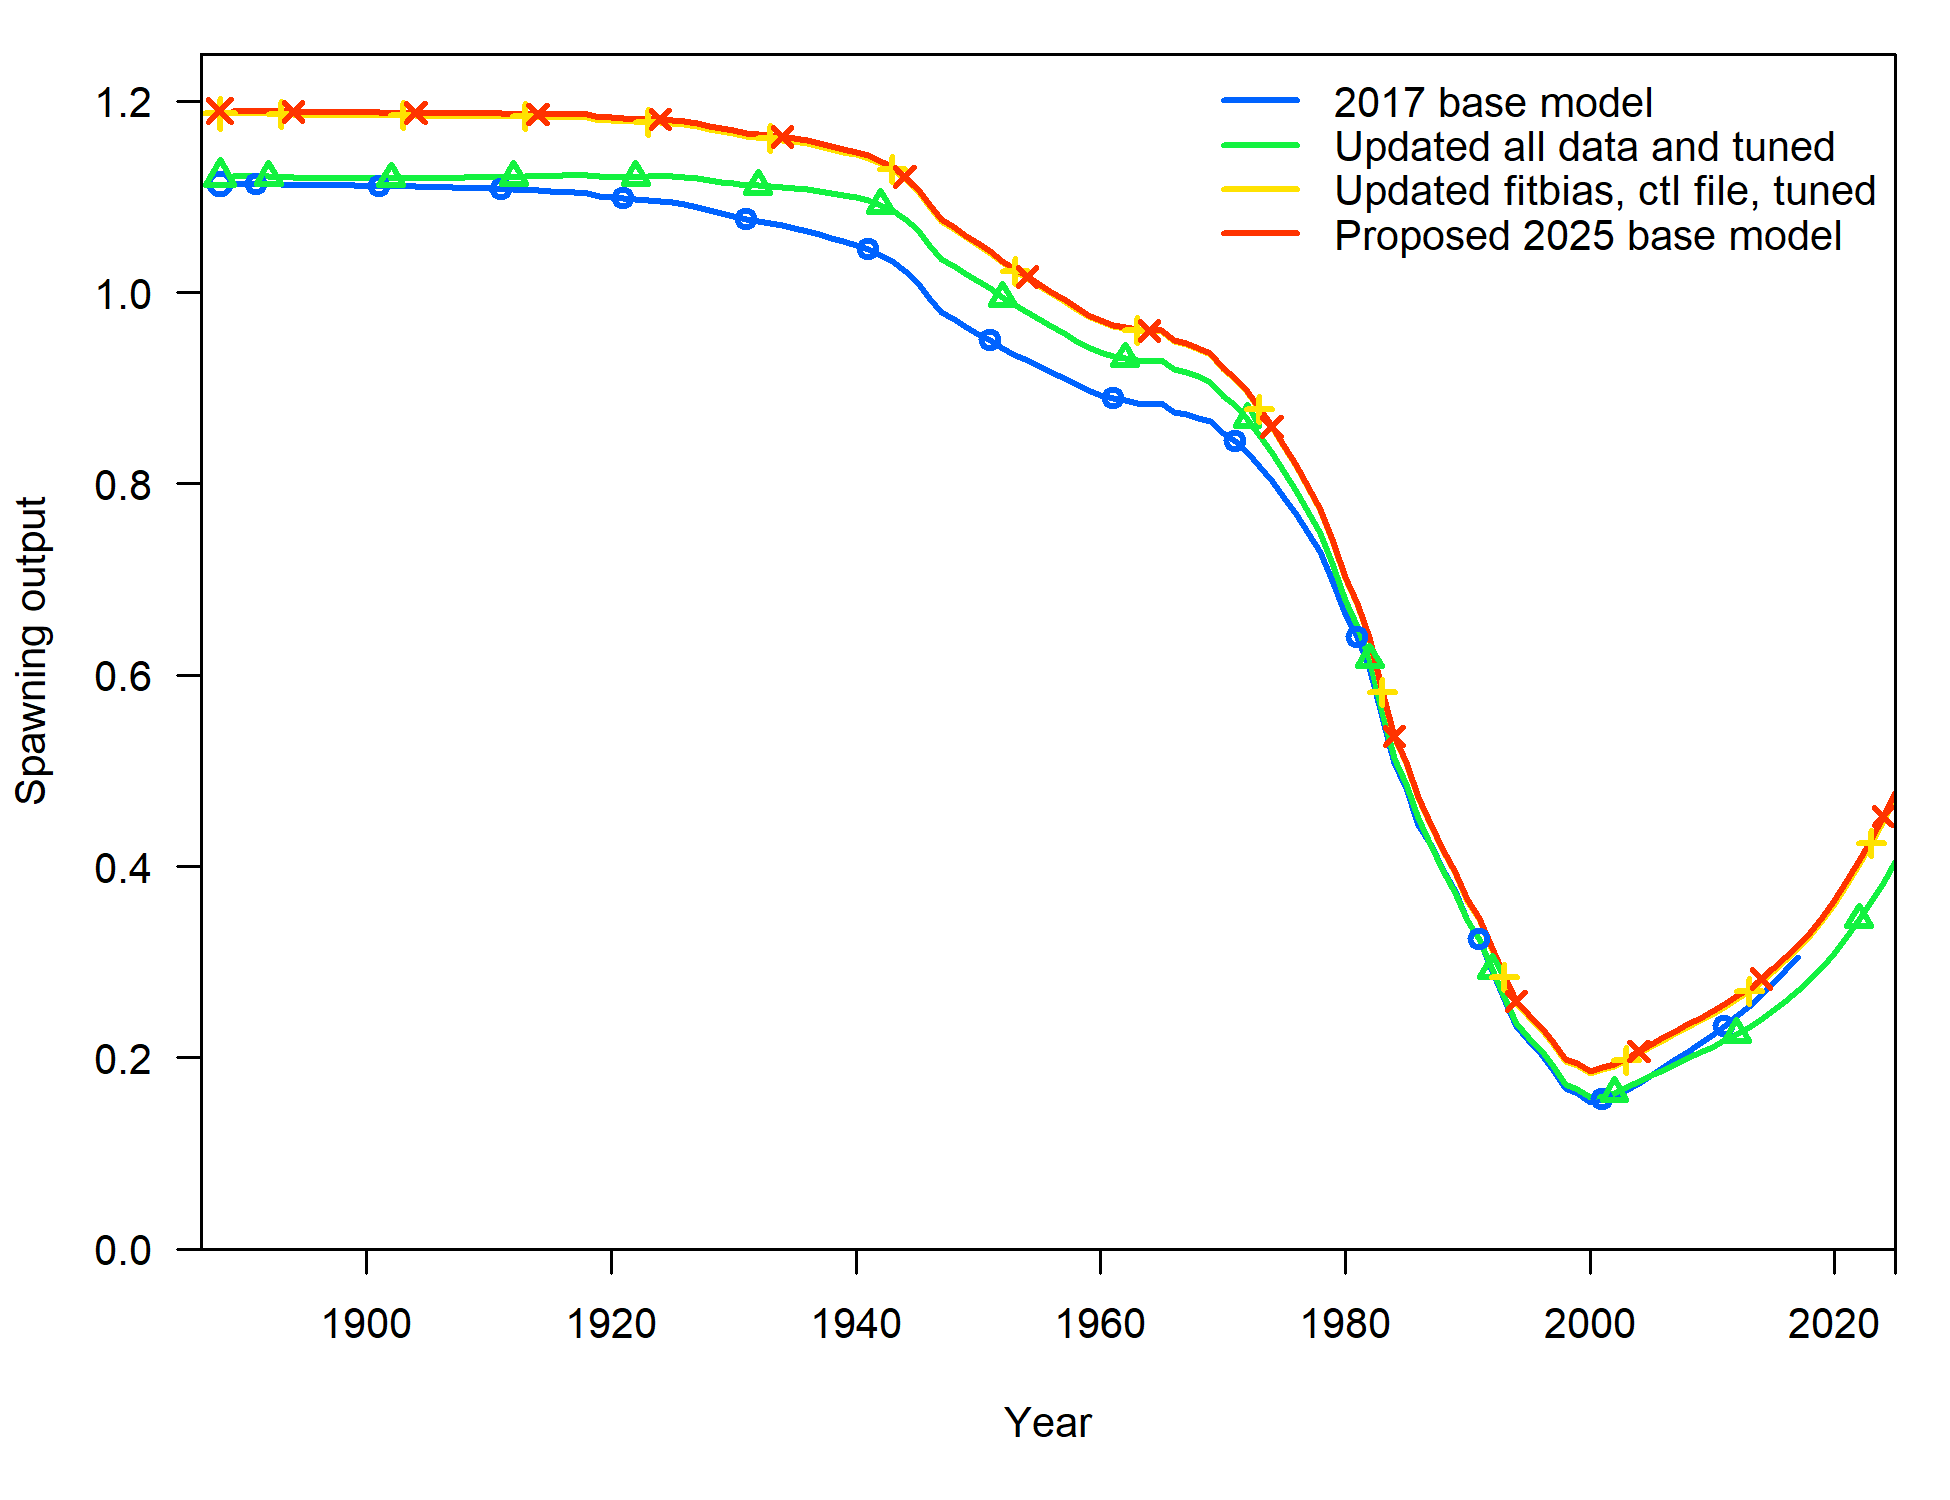 2017 base model
Updated all data and tuned
Updated fitbias, ctl file, tuned
Proposed 2025 base model
Spawning output
1.2
1.0
0.8
0.6
0.4
0.2
0.0
1900 1920 1940 1960 1980 2000 2020
Year